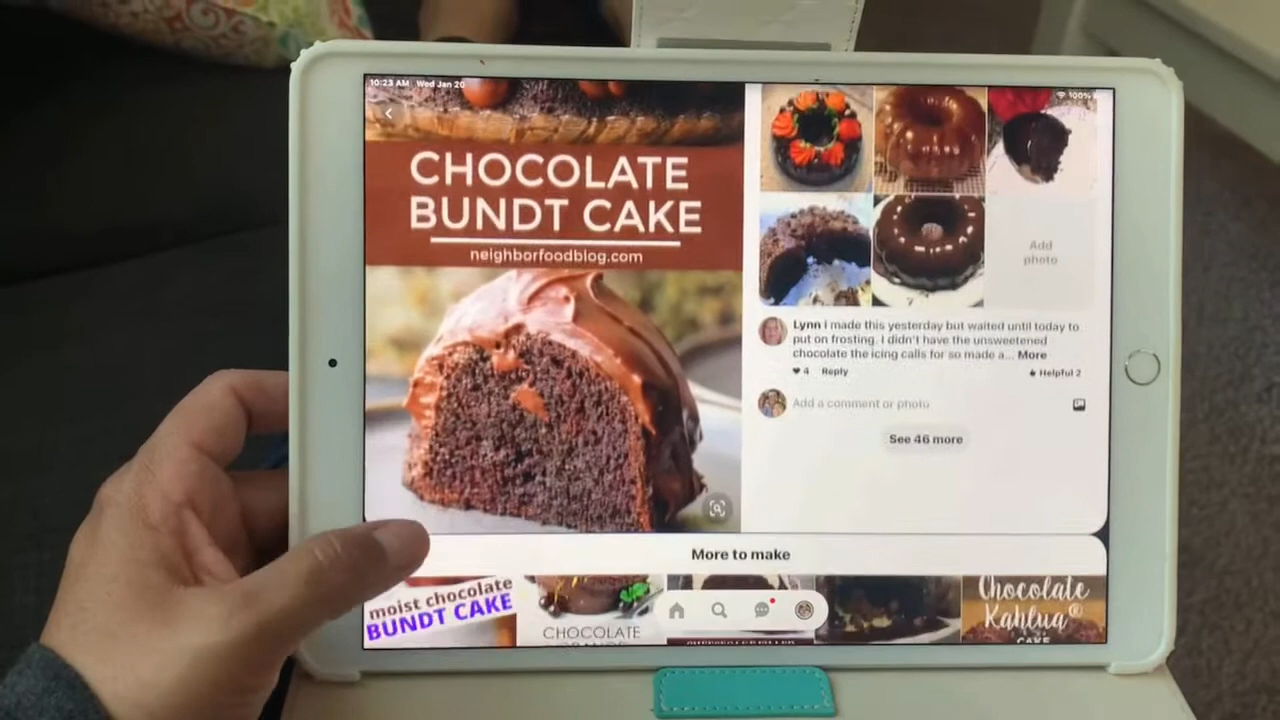 10:23 AM Wed Jan 20
100%
CHOCOLATE
BUNDT CAKE
neighborfoodblog.com
Add
photo
Lynn i made this yesterday but waited until today to
put on frosting. I didn't have the unsweetened
chocolate the icing calls for so made a... More
4 Reply
Helpful 2
Add a comment or photo
See 46 more
More to make
moist chocolate
BUNDT CAKE
CHOCOLATE
Chocolate
Kahlua®
CAKE